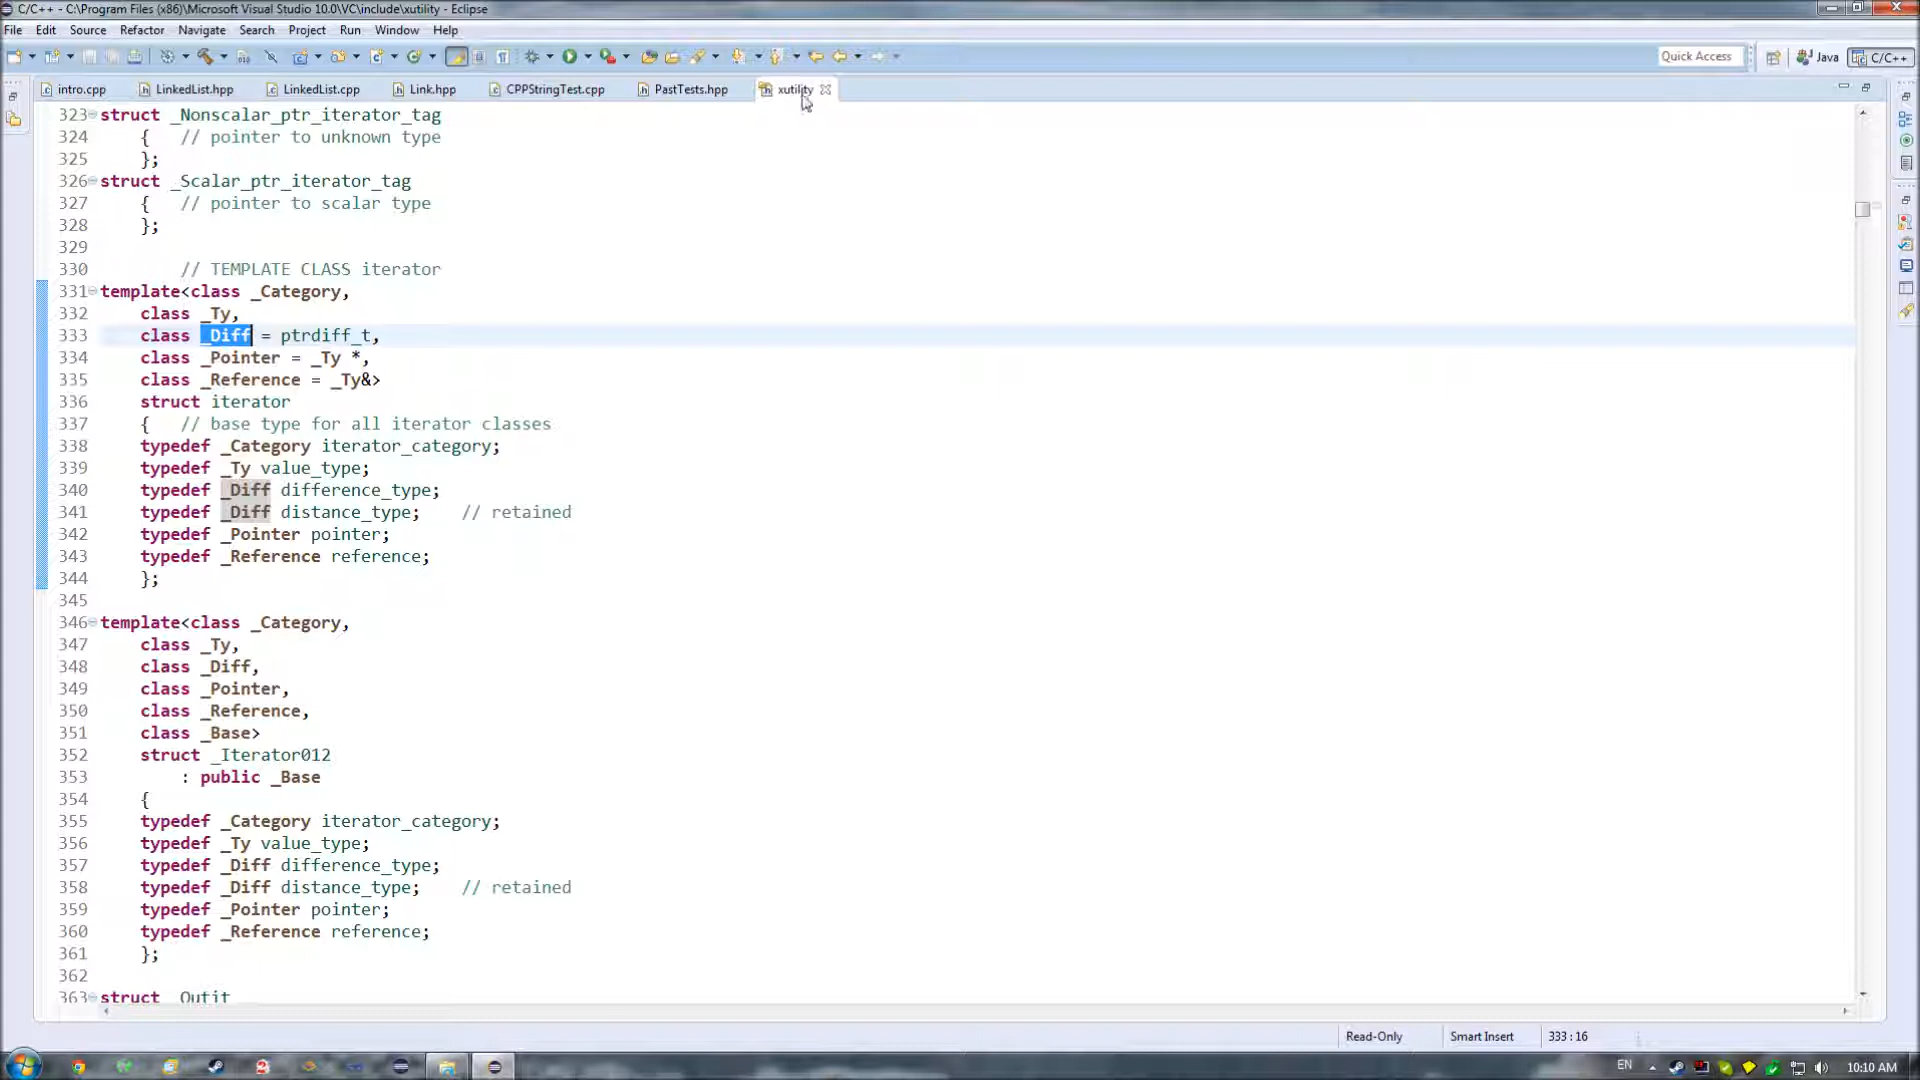 C/C++ - C:\Program Files (x86)\Microsoft Visual Studio 10.0\VC\include\xutility - Eclipse
File Edit Source Refactor Navigate Search Project Run Window Help
Quick Access Java C/C++
intro.cpp LinkedList.hpp LinkedList.cpp Link.hpp CPPStringTest.cpp PastTests.hpp xutility
323 struct _Nonscalar_ptr_iterator_tag
324 { // pointer to unknown type
325 };
326 struct _Scalar_ptr_iterator_tag
327 { // pointer to scalar type
328 };
329
330 // TEMPLATE CLASS iterator
331 template<class _Category,
332 class _Ty,
333 class _Diff = ptrdiff_t,
334 class _Pointer = _Ty *,
335 class _Reference = _Ty&>
336 struct iterator
337 { // base type for all iterator classes
338 typedef _Category iterator_category;
339 typedef _Ty value_type;
340 typedef _Diff difference_type;
341 typedef _Diff distance_type; // retained
342 typedef _Pointer pointer;
343 typedef _Reference reference;
344 };
345
346 template<class _Category,
347 class _Ty,
348 class _Diff,
349 class _Pointer,
350 class _Reference,
351 class _Base>
352 struct _Iterator012
353 : public _Base
354 {
355 typedef _Category iterator_category;
356 typedef _Ty value_type;
357 typedef _Diff difference_type;
358 typedef _Diff distance_type; // retained
359 typedef _Pointer pointer;
360 typedef _Reference reference;
361 };
362
363 struct _Outit
Read-Only Smart Insert 333 : 16
EN 10:10 AM